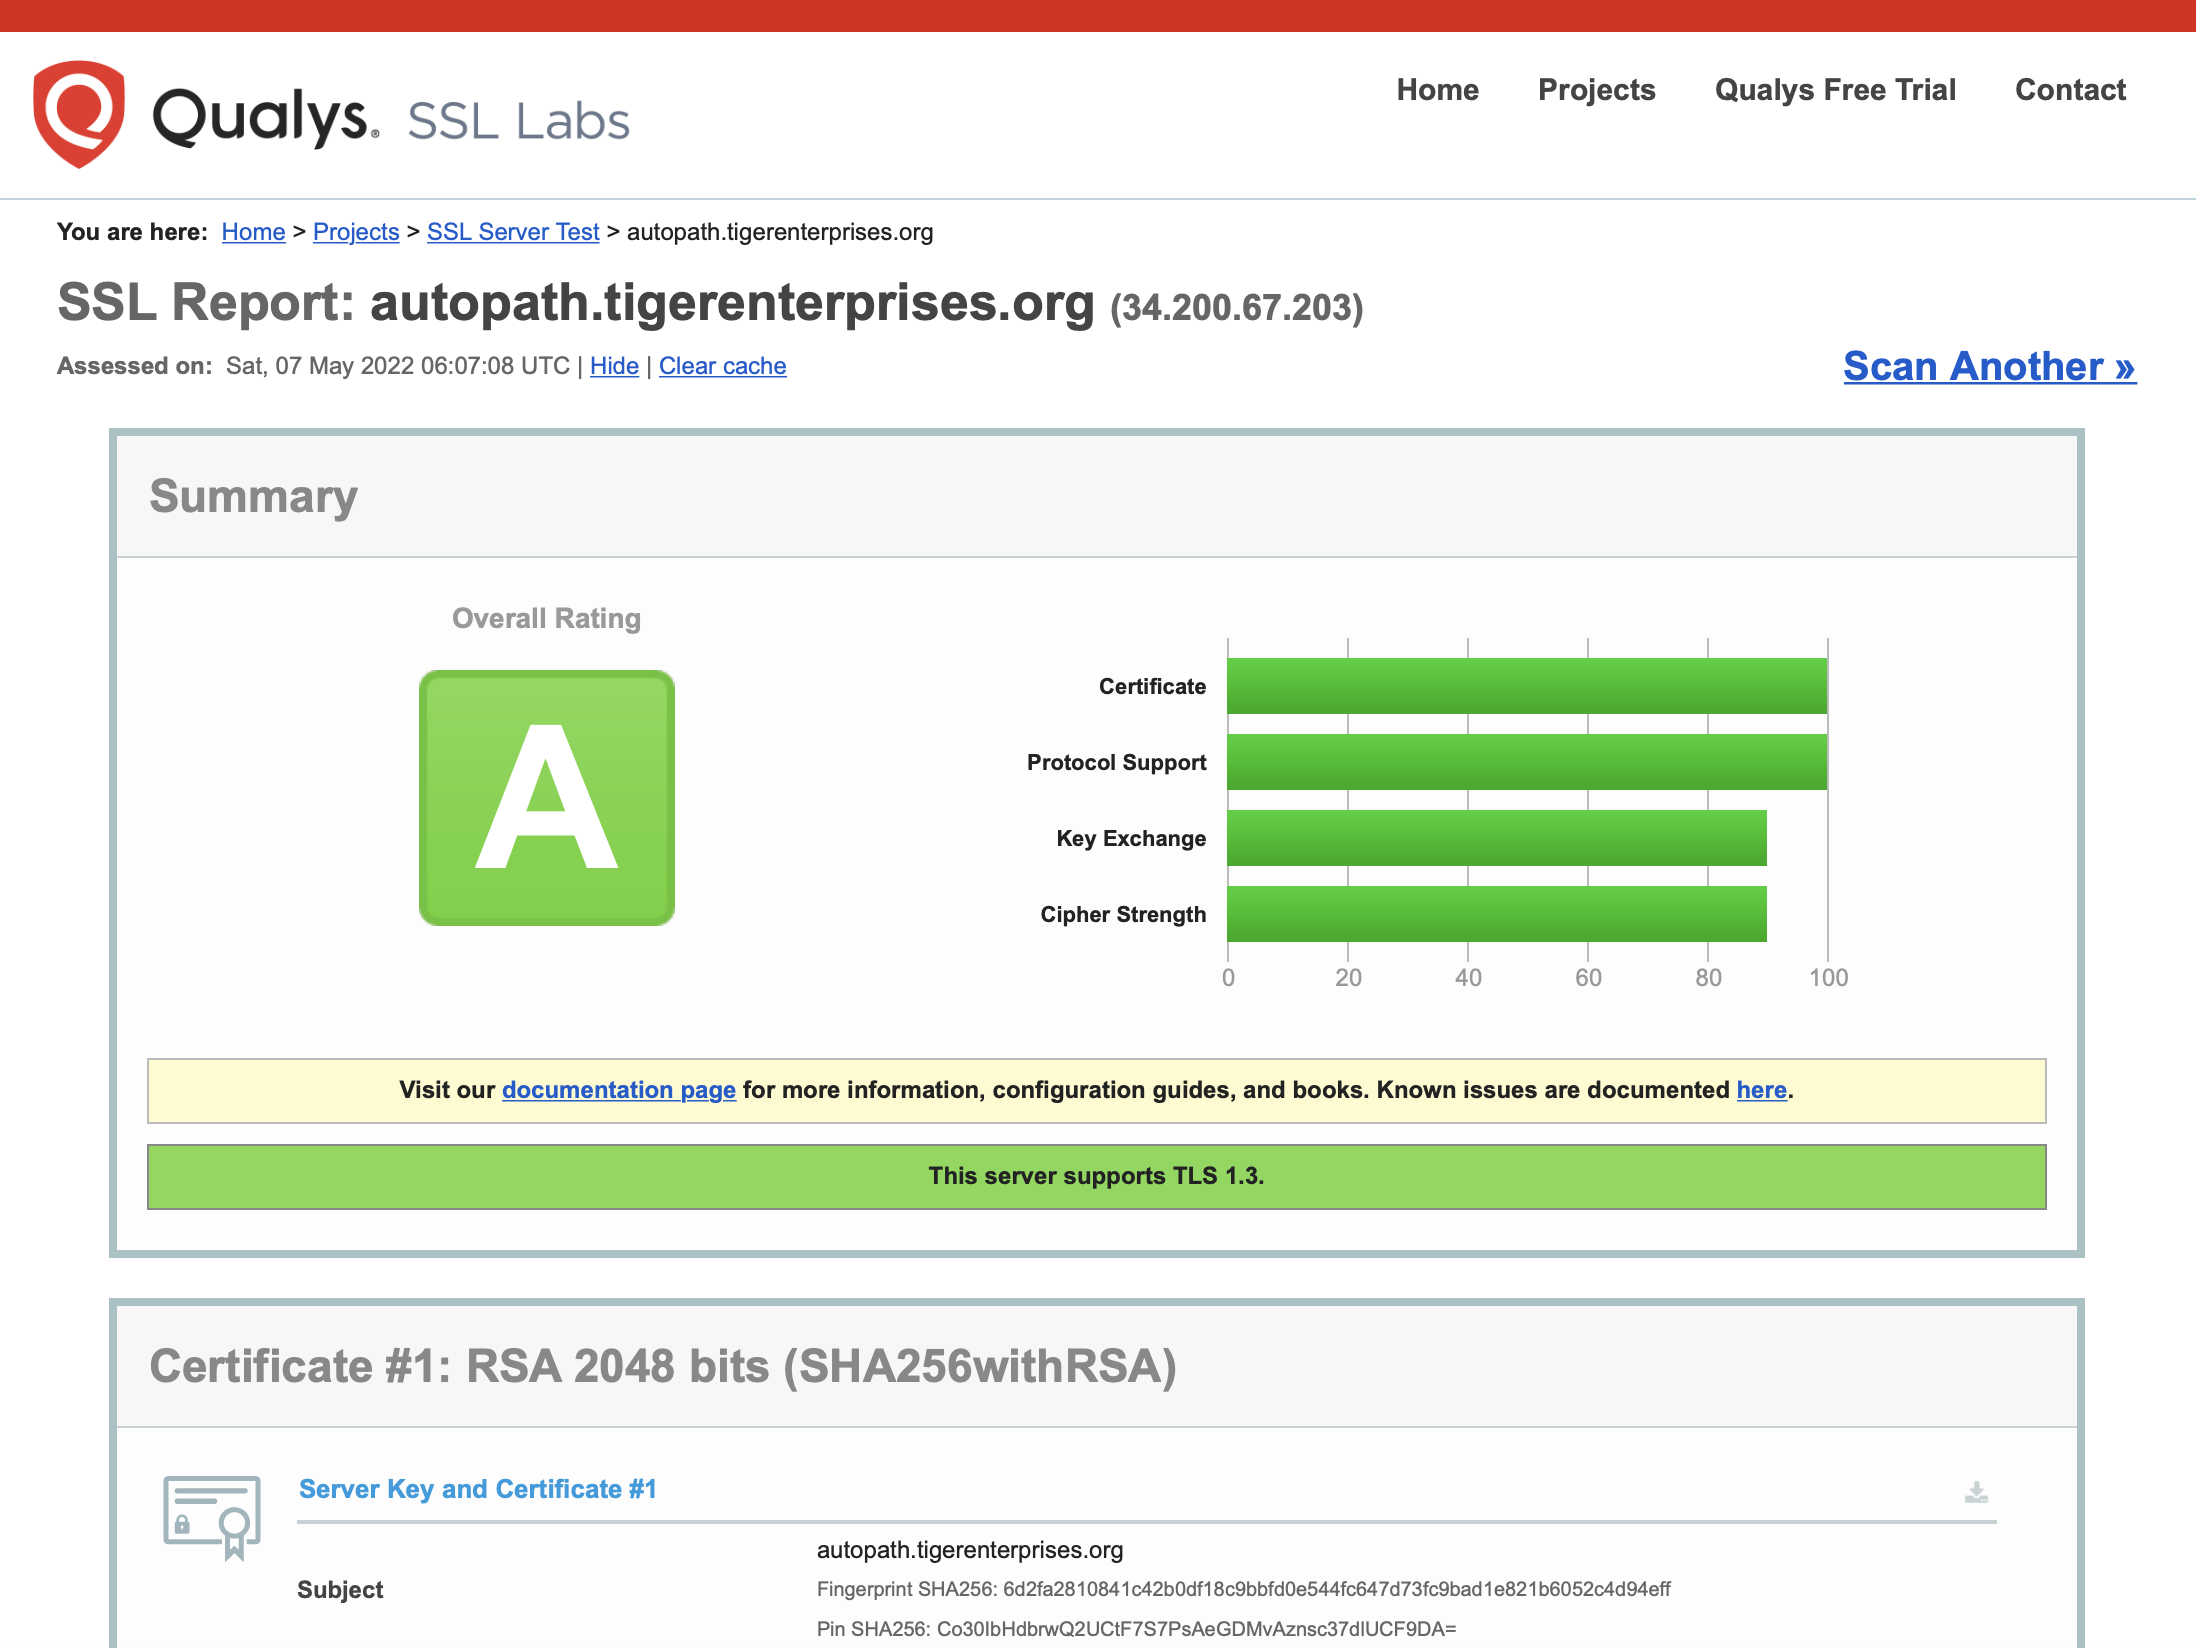 Qualys® SSL Labs
Home Projects Qualys Free Trial Contact
You are here: Home > Projects > SSL Server Test > autopath.tigerenterprises.org
SSL Report: autopath.tigerenterprises.org (34.200.67.203)
Assessed on: Sat, 07 May 2022 06:07:08 UTC | Hide | Clear cache
Scan Another »
Summary
Overall Rating
A
Certificate
Protocol Support
Key Exchange
Cipher Strength
0 20 40 60 80 100
Visit our documentation page for more information, configuration guides, and books. Known issues are documented here.
This server supports TLS 1.3.
Certificate #1: RSA 2048 bits (SHA256withRSA)
Server Key and Certificate #1
Subject
autopath.tigerenterprises.org
Fingerprint SHA256: 6d2fa2810841c42b0df18c9bbfd0e544fc647d73fc9bad1e821b6052c4d94eff
Pin SHA256: Co30IbHdbrwQ2UCtF7S7PsAeGDMvAznsc37dlUCF9DA=